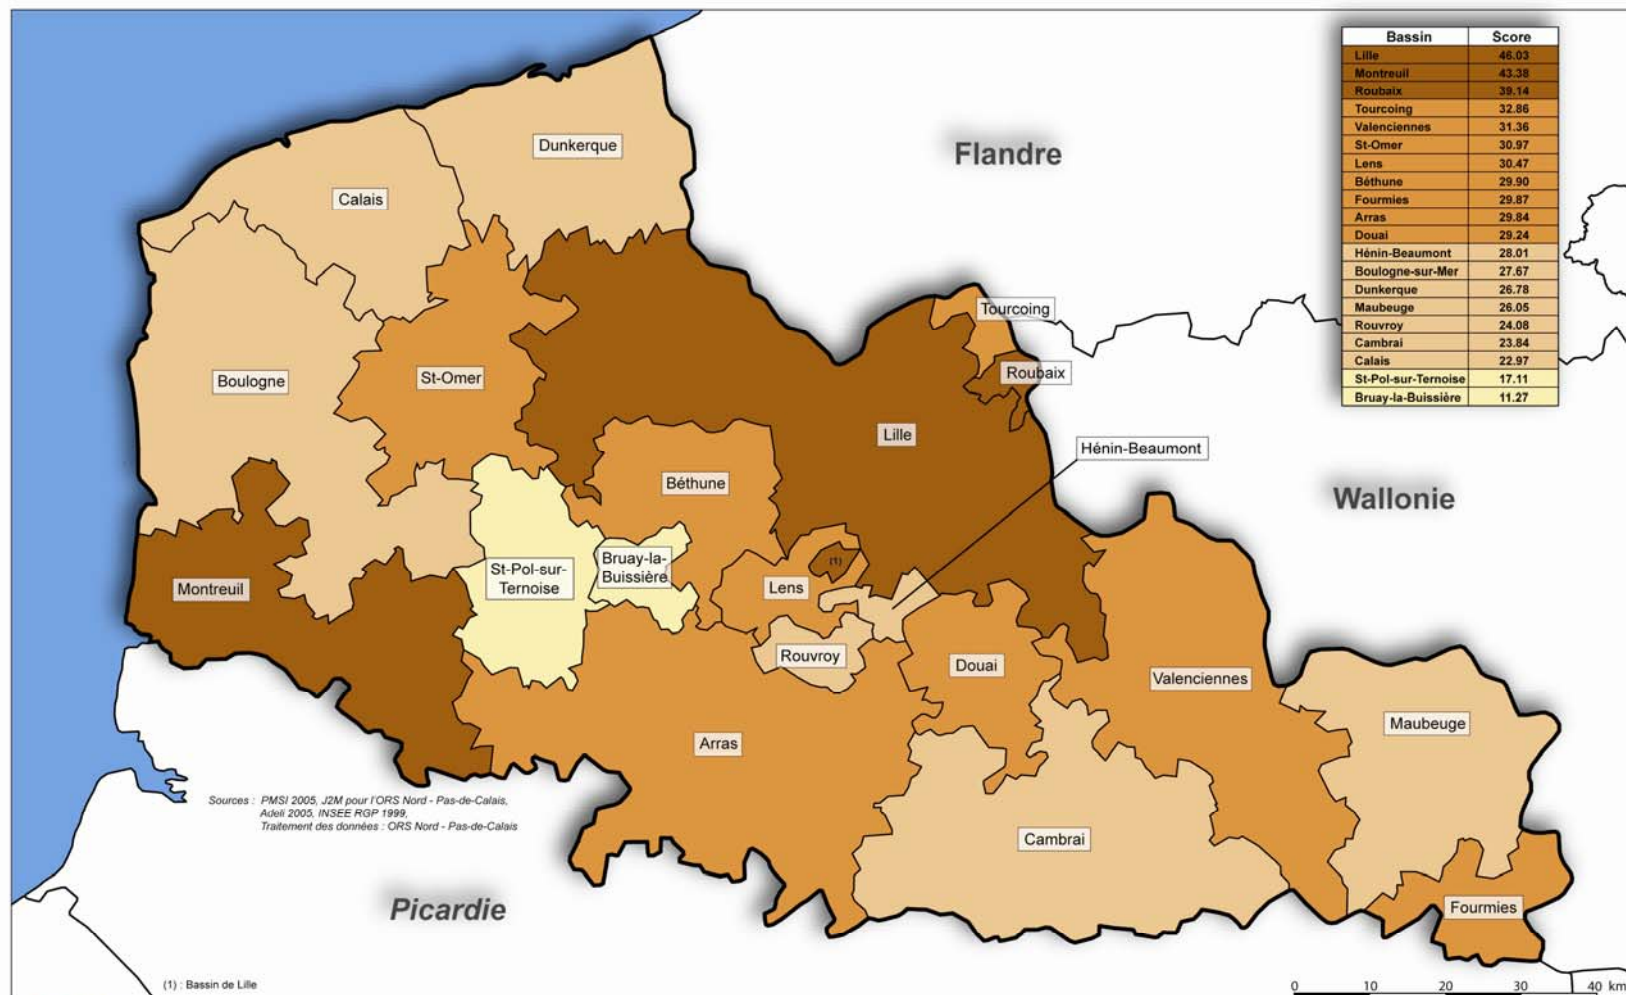 Bassin Score
Lille 46.03
Montreuil 43.38
Roubaix 39.14
Tourcoing 32.86
Valenciennes 31.36
St-Omer 30.97
Lens 30.47
Béthune 29.90
Fourmies 29.87
Arras 29.84
Douai 29.24
Hénin-Beaumont 28.01
Boulogne-sur-Mer 27.67
Dunkerque 26.78
Maubeuge 26.05
Rouvroy 24.08
Cambrai 23.84
Calais 22.97
St-Pol-sur-Ternoise 17.11
Bruay-la-Buissière 11.27
Dunkerque
Flandre
Calais
Tourcoing
Roubaix
Boulogne
St-Omer
Lille
Hénin-Beaumont
Béthune
Wallonie
Montreuil
St-Pol-sur-
Ternoise
Bruay-la-
Buissière
(1)
Lens
Rouvroy
Douai
Valenciennes
Maubeuge
Arras
Sources : PMSI 2005, J2M pour l'ORS Nord - Pas-de-Calais,
Adeli 2005, INSEE RGP 1999,
Traitement des données : ORS Nord - Pas-de-Calais
Cambrai
Picardie
Fourmies
(1) : Bassin de Lille
0 10 20 30 40 km